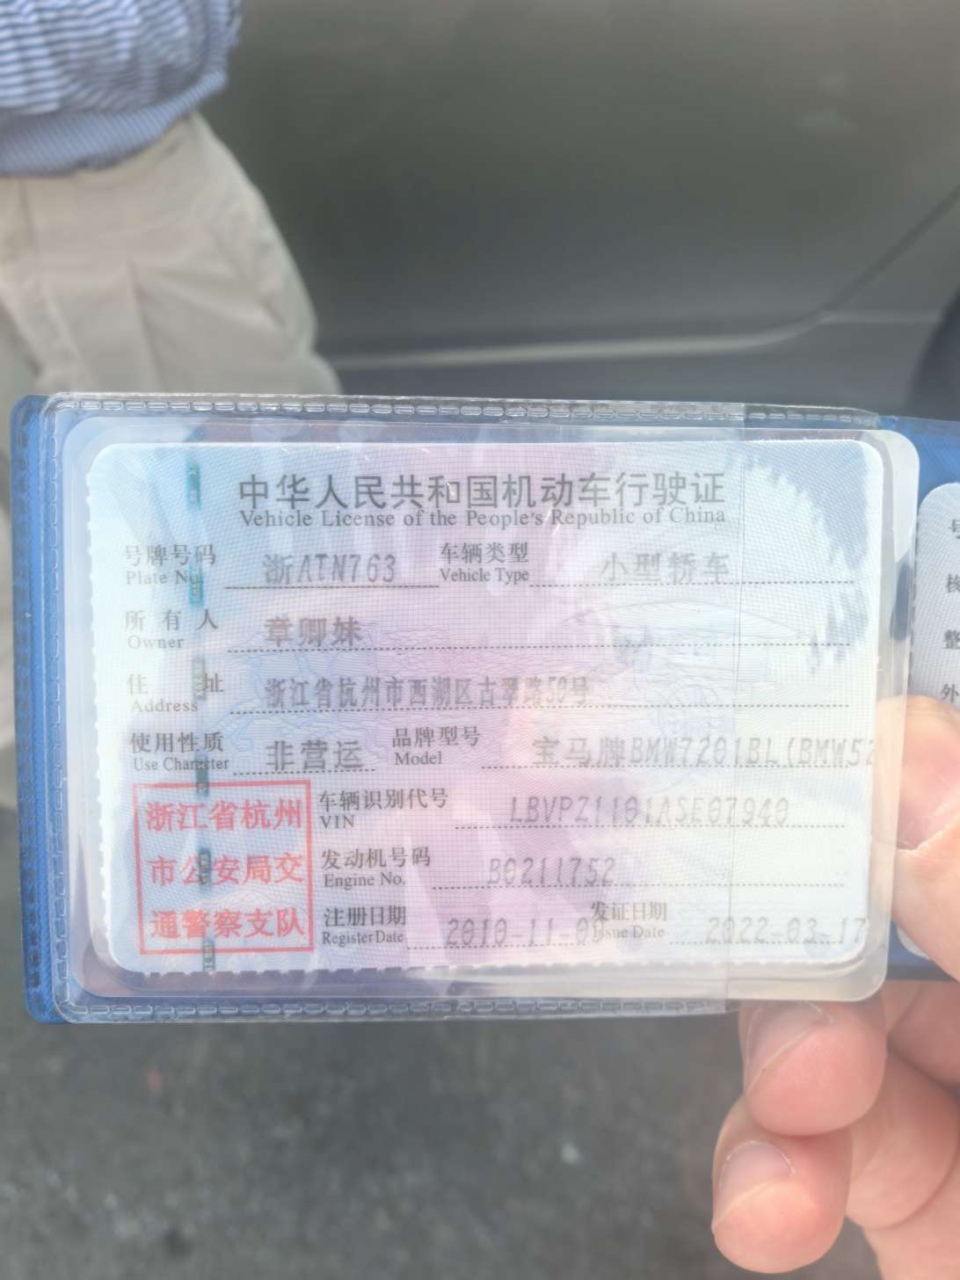 中华人民共和国机动车行驶证
Vehicle License of the People's Republic of China
号牌号码 浙ATN763 车辆类型 小型轿车
Plate No. Vehicle Type
所有人 章卿妹
Owner
住址 浙江省杭州市西湖区古翠路59号
Address
使用性质 非营运 品牌型号 宝马牌BMW7201BL(BMW52
Use Character Model
浙江省杭州
市公安局交
通警察支队
车辆识别代号 LBVPZ1101ASE07940
VIN
发动机号码 B0211752
Engine No.
注册日期 2010-11-0 发证日期 2022-03-17
Register Date Issue Date
号
核
整
外